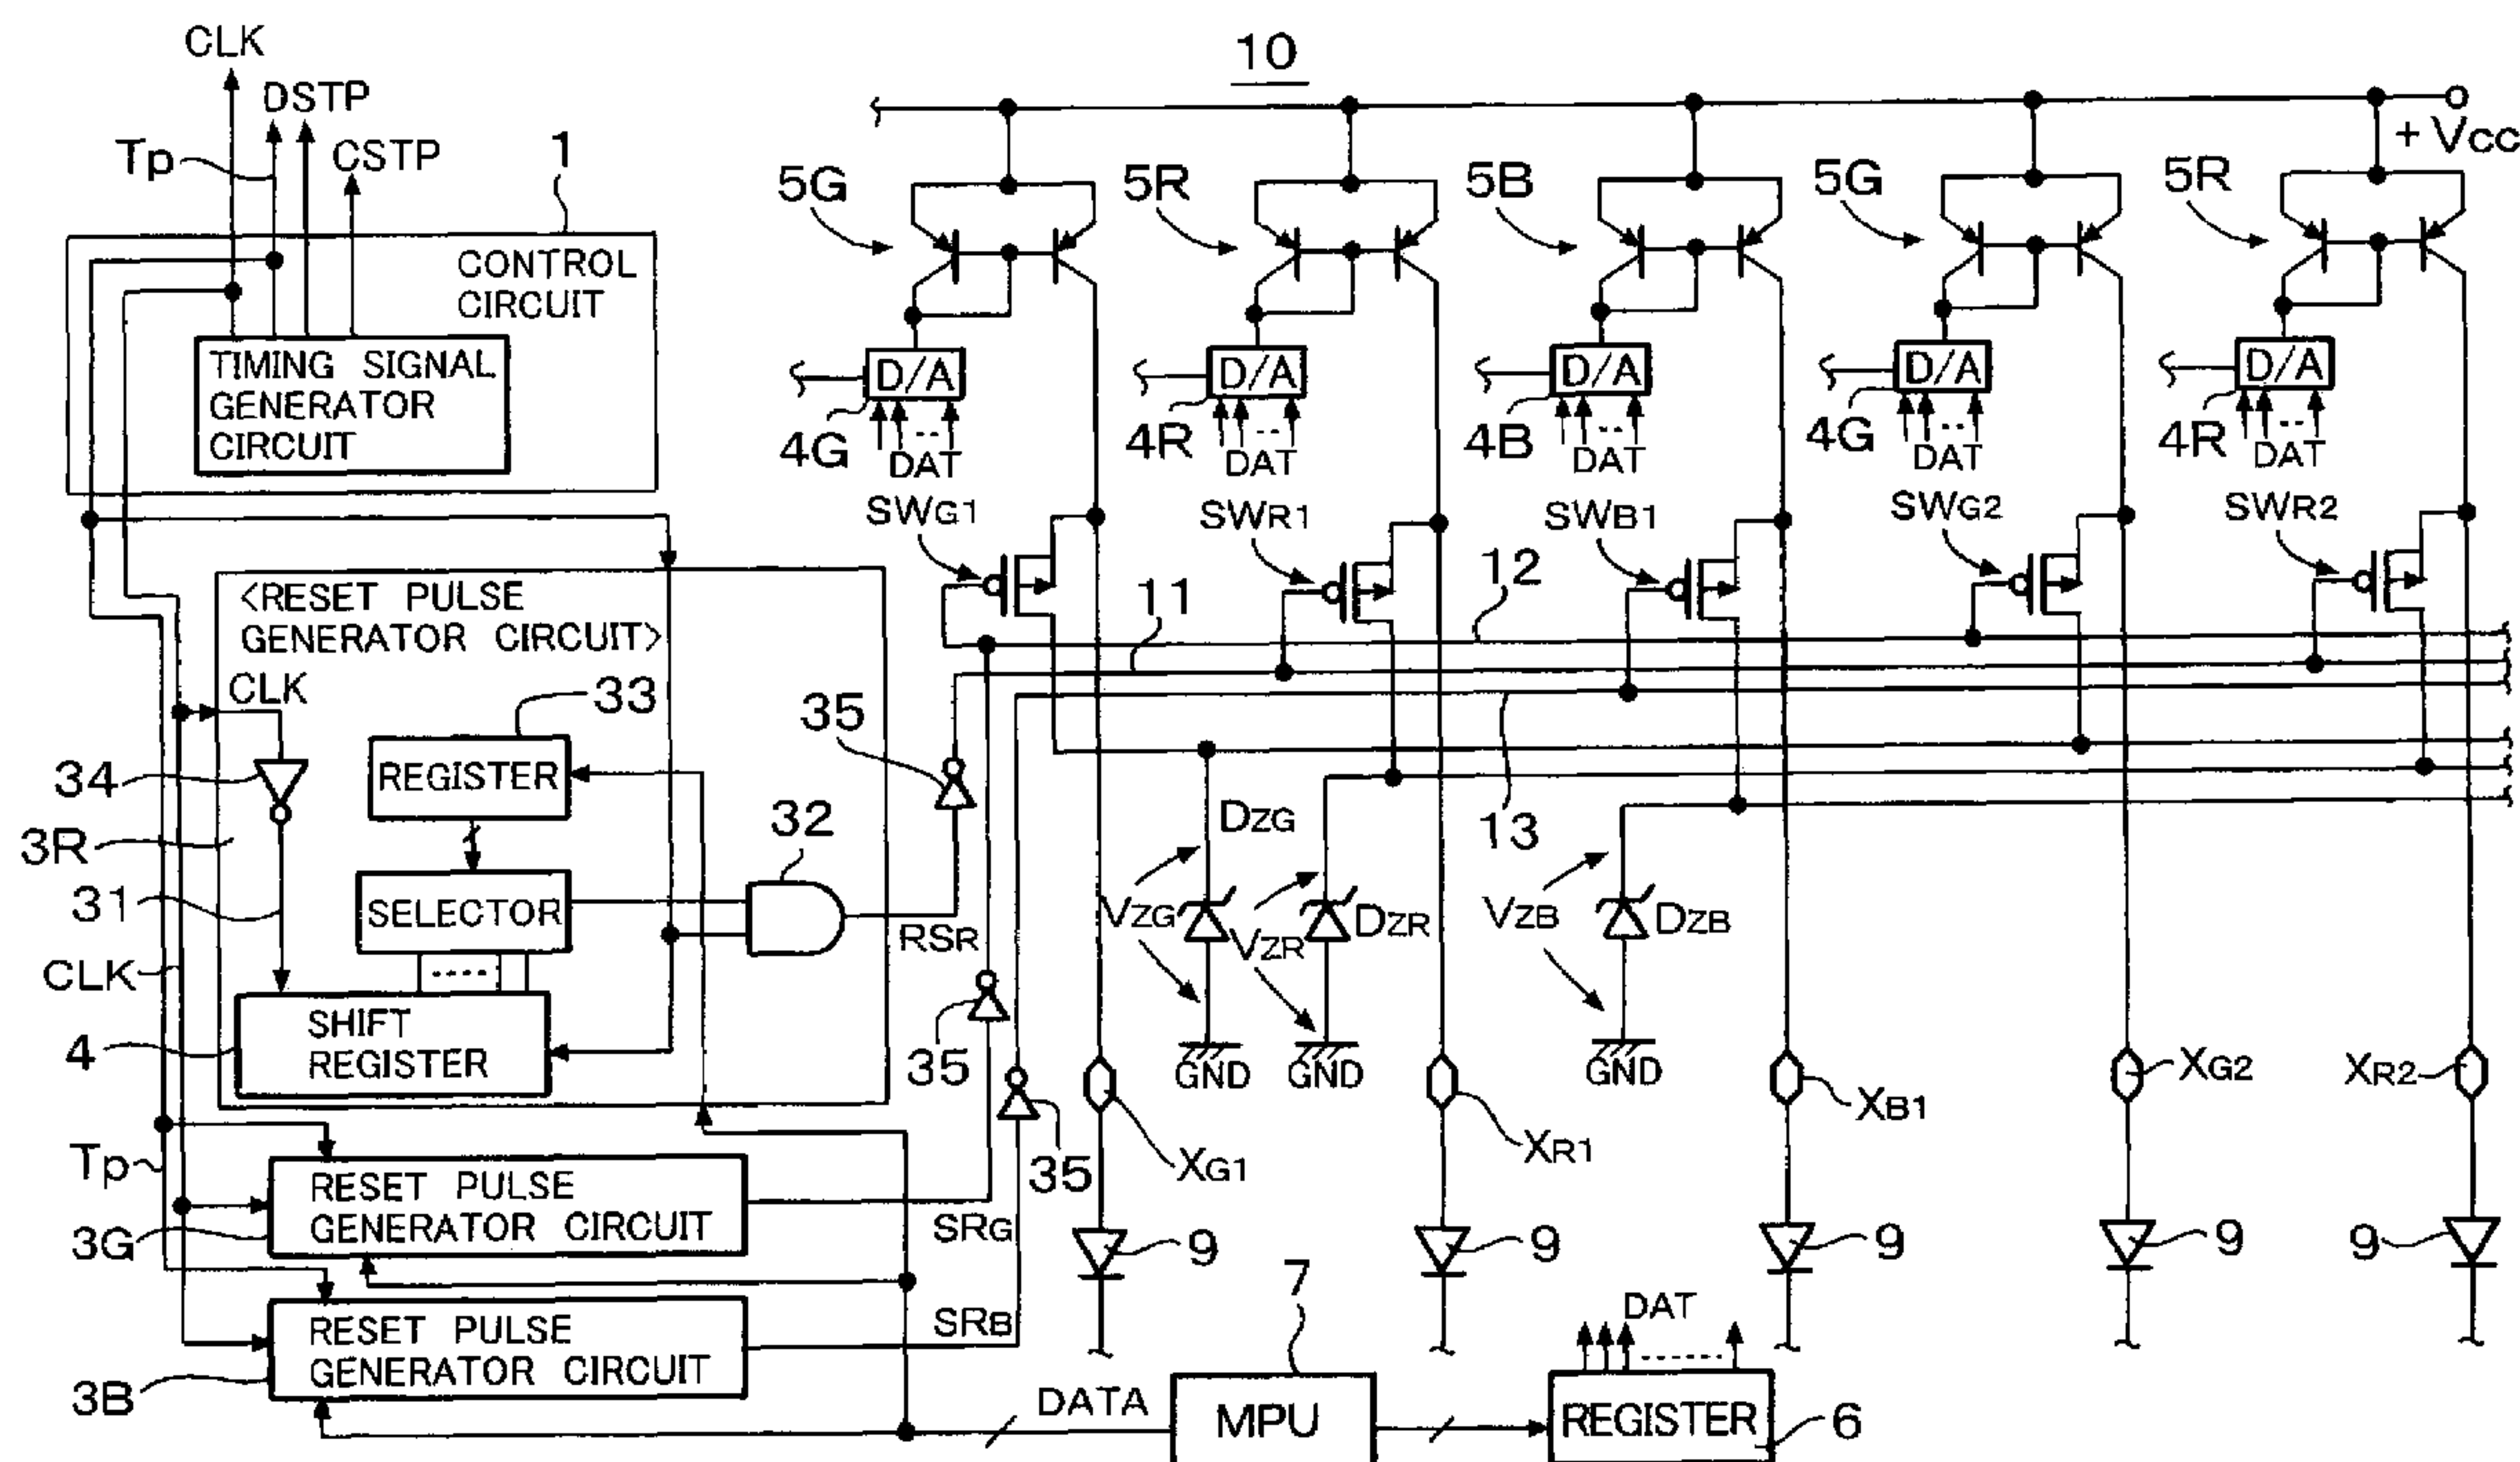 10
CLK
DSTP
Tp
CSTP
1
CONTROL
CIRCUIT
TIMING SIGNAL
GENERATOR
CIRCUIT
+ VCC
5G
5R
5B
5G
5R
D/A
D/A
D/A
D/A
D/A
4G
4R
4B
4G
4R
DAT
DAT
DAT
DAT
DAT
SWG1
SWR1
SWB1
SWG2
SWR2
12
11
13
<RESET PULSE
GENERATOR CIRCUIT>
CLK
33
35
34
REGISTER
3R
32
31
SELECTOR
RSR
CLK
4
SHIFT
REGISTER
35
35
DZG
VZG
VZR
DZR
VZB
DZB
GND
GND
GND
XG1
XR1
XB1
XG2
XR2
Tp
RESET PULSE
GENERATOR CIRCUIT
3G
SRG
9
9
9
9
9
RESET PULSE
GENERATOR CIRCUIT
3B
SRB
DATA
7
MPU
DAT
REGISTER
6